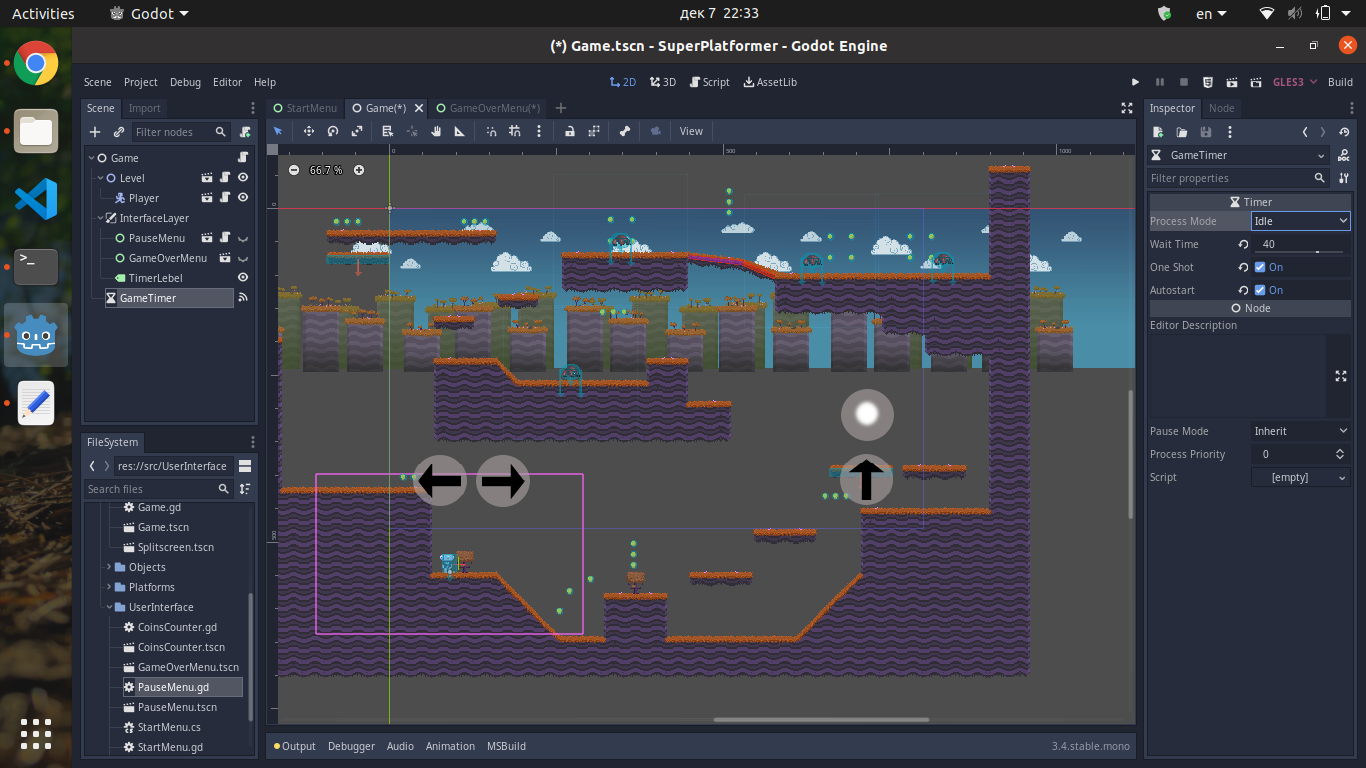 Activities Godot дек 7 22:33 en
(*) Game.tscn - SuperPlatformer - Godot Engine
Scene Project Debug Editor Help 2D 3D Script AssetLib GLES3 Build
Scene Import
StartMenu Game(*) GameOverMenu(*)
Inspector Node
Filter nodes
View
66.7 %
0 500 1000
0
500
Game
Level
Player
InterfaceLayer
PauseMenu
GameOverMenu
TimerLebel
GameTimer
FileSystem
res://src/UserInterface
Search files
Game.gd
Game.tscn
Splitscreen.tscn
Objects
Platforms
UserInterface
CoinsCounter.gd
CoinsCounter.tscn
GameOverMenu.tscn
PauseMenu.gd
PauseMenu.tscn
StartMenu.cs
StartMenu.gd
GameTimer
Filter properties
Timer
Process Mode Idle
Wait Time 40
One Shot On
Autostart On
Node
Editor Description
Pause Mode Inherit
Process Priority 0
Script [empty]
Output Debugger Audio Animation MSBuild 3.4.stable.mono